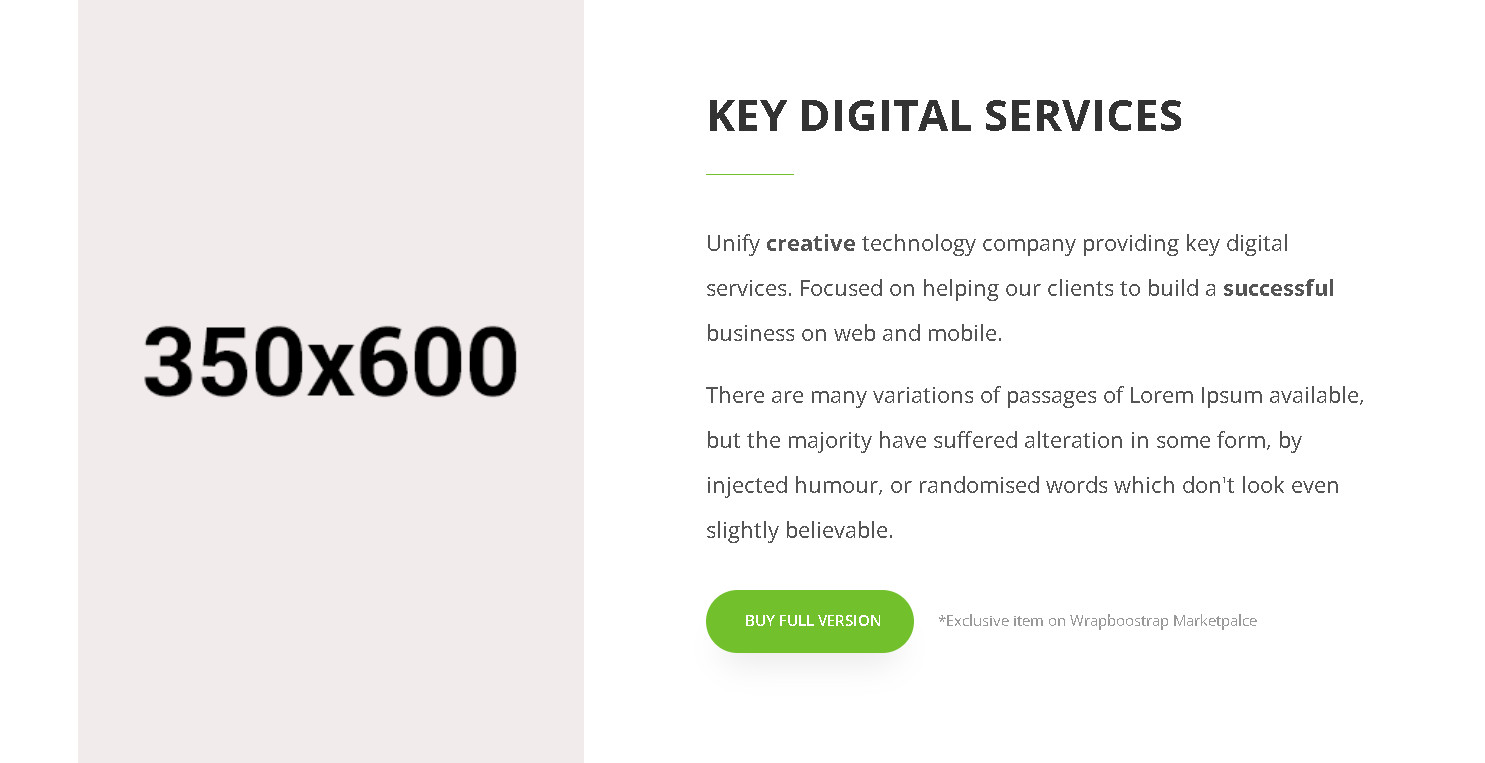 350x600
KEY DIGITAL SERVICES
Unify creative technology company providing key digital
services. Focused on helping our clients to build a successful
business on web and mobile.
There are many variations of passages of Lorem Ipsum available,
but the majority have suffered alteration in some form, by
injected humour, or randomised words which don't look even
slightly believable.
BUY FULL VERSION
*Exclusive item on Wrapboostrap Marketpalce